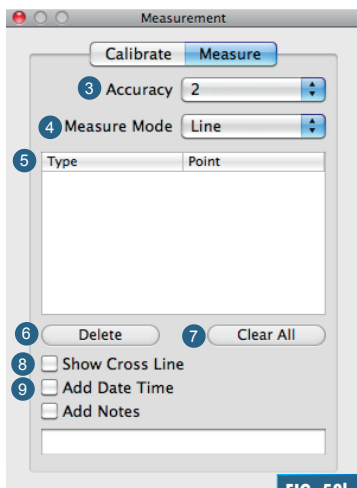 Measurement
Calibrate Measure
3 Accuracy 2
4 Measure Mode Line
5 Type Point
6 Delete 7 Clear All
8 Show Cross Line
9 Add Date Time
Add Notes
FIG.